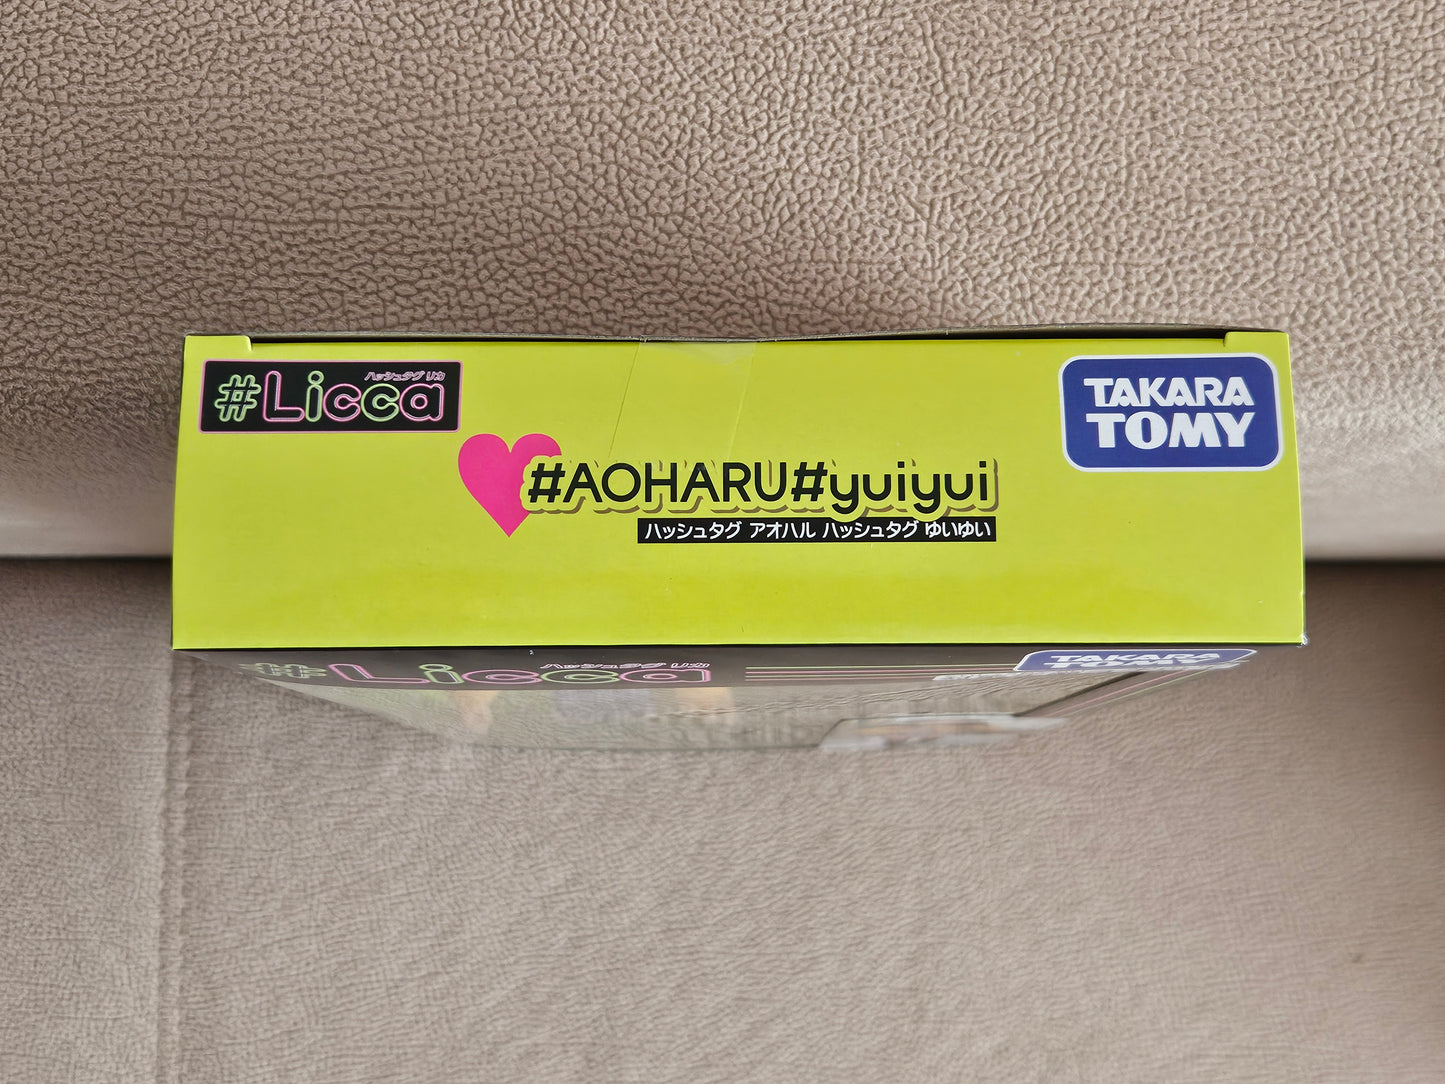 ハッシュタグ リカ
#Licca
TAKARA
TOMY
#AOHARU#yuiyui
ハッシュタグ アオハル ハッシュタグ ゆいゆい
ハッシュタグ リカ
#Licca
TAKARA
TOMY